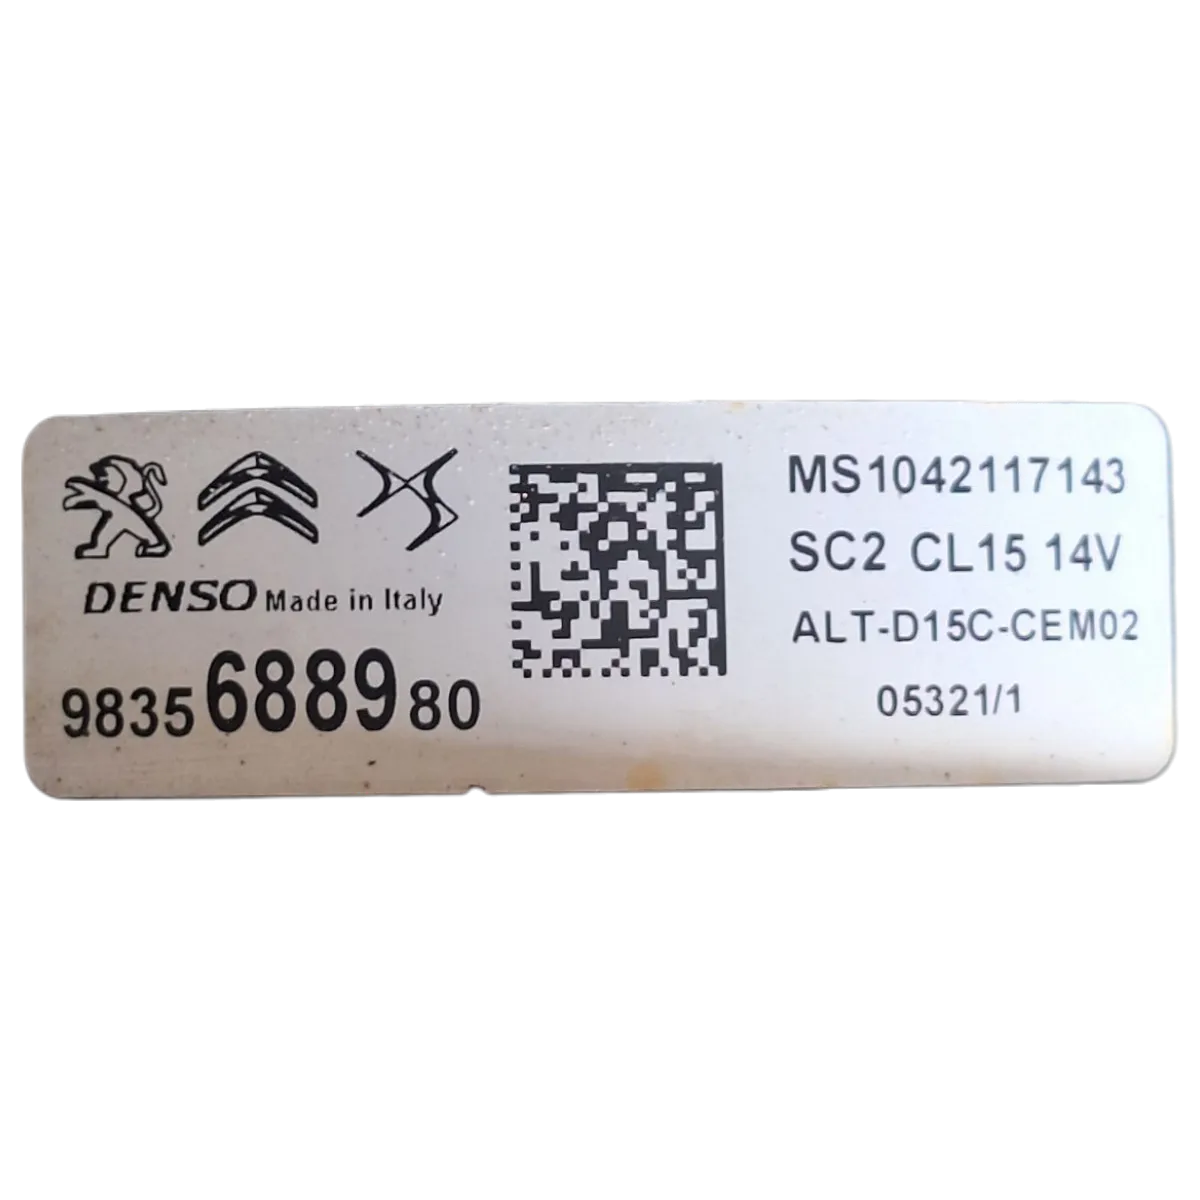 DENSO Made in Italy
9835688980
MS1042117143
SC2 CL15 14V
ALT-D15C-CEM02
05321/1